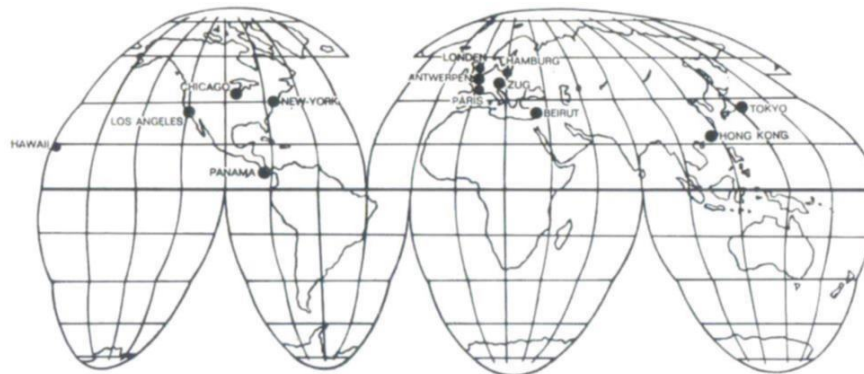 LONDEN
HAMBURG
CHICAGO
ANTWERPEN
ZUG
NEW-YORK
PARIS
TOKYO
LOS ANGELES
BEIRUT
HAWAII
HONG KONG
PANAMA